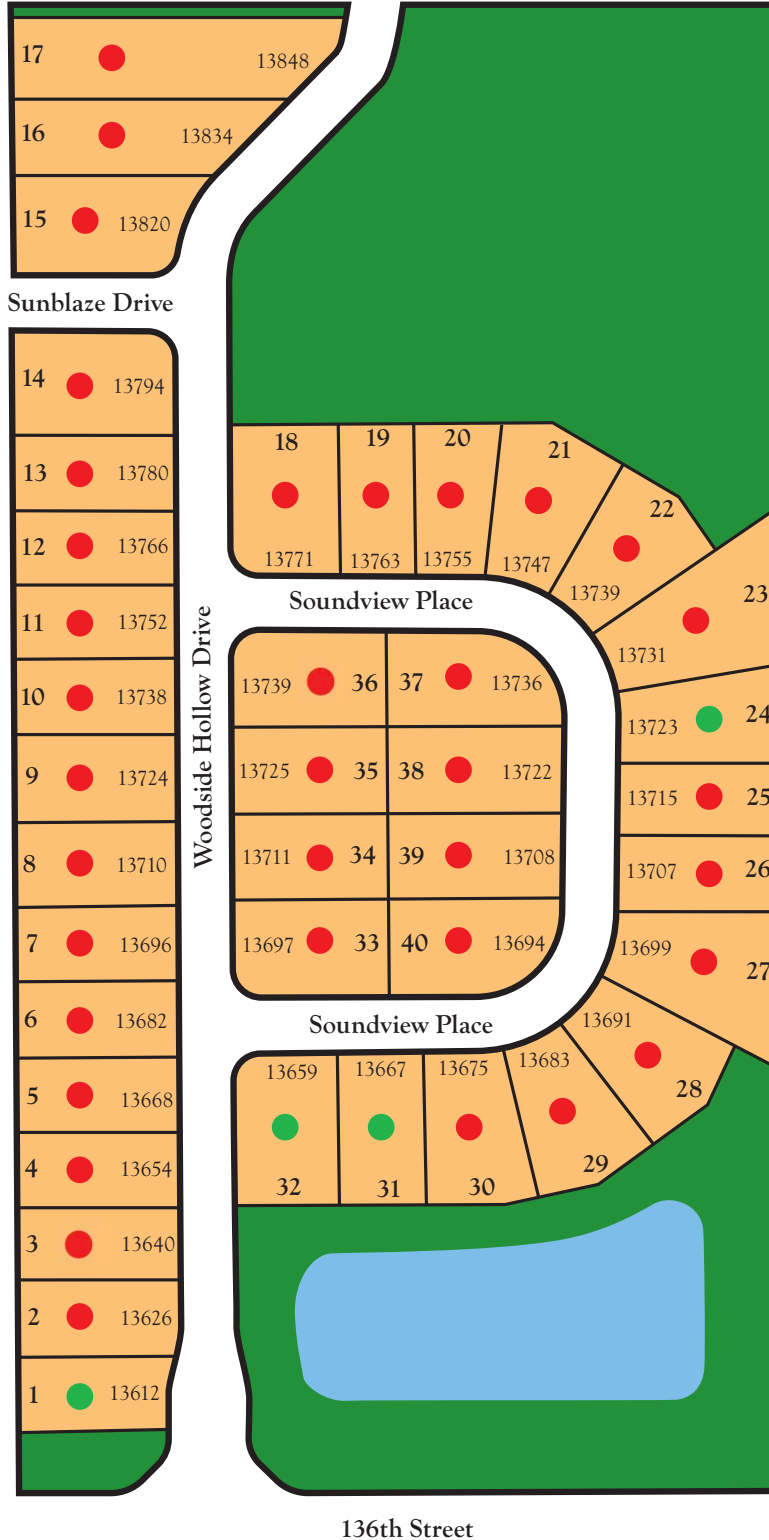 17 13848
16 13834
15 13820
Sunblaze Drive
14 13794
13 13780
12 13766
11 13752
10 13738
9 13724
8 13710
7 13696
6 13682
5 13668
4 13654
3 13640
2 13626
1 13612
Woodside Hollow Drive
18 19 20 21 22
13771 13763 13755 13747 13739
Soundview Place
23
13731
13723 24
13715 25
13707 26
13699 27
13739 36 37 13736
13725 35 38 13722
13711 34 39 13708
13697 33 40 13694
Soundview Place
13659 13667 13675 13683 13691
32 31 30 29 28
136th Street